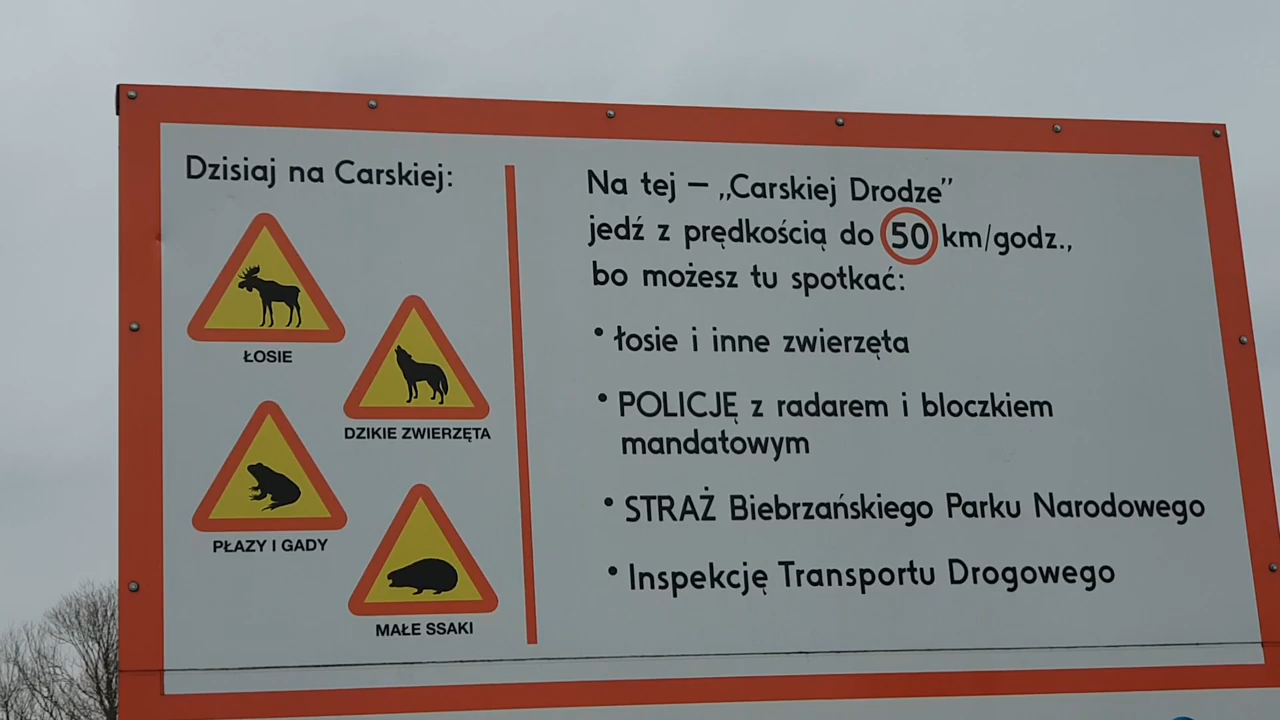 Dzisiaj na Carskiej:
ŁOSIE
DZIKIE ZWIERZĘTA
PŁAZY I GADY
MAŁE SSAKI
Na tej – „Carskiej Drodze”
jedź z prędkością do 50 km/godz.,
bo możesz tu spotkać:
• łosie i inne zwierzęta
• POLICJĘ z radarem i bloczkiem
mandatowym
• STRAŻ Biebrzańskiego Parku Narodowego
• Inspekcję Transportu Drogowego